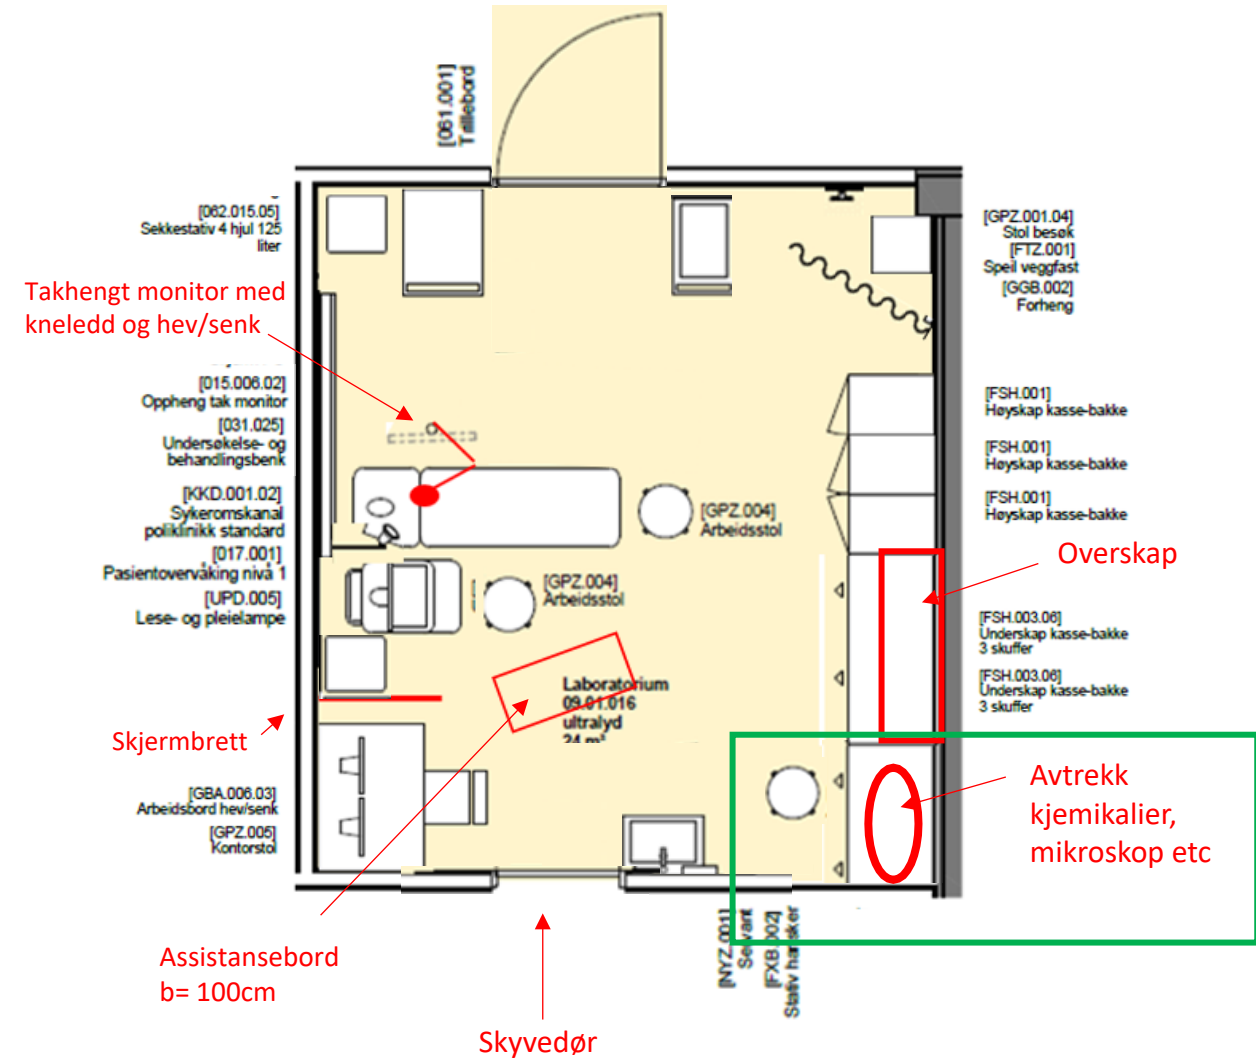 [061.001]
Trillebord
[062.015.05]
Sekkestativ 4 hjul 125
liter
Takhengt monitor med
kneledd og hev/senk
[015.006.02]
Oppheng tak monitor
[031.025]
Undersøkelse- og
behandlingsbenk
[KKD.001.02]
Sykeromskanal
poliklinikk standard
[017.001]
Pasientovervåking nivå 1
[UPD.005]
Lese- og pleielampe
Skjermbrett
[GBA.006.03]
Arbeidsbord hev/senk
[GPZ.005]
Kontorstol
Assistansebord
b= 100cm
Skyvedør
[GPZ.004]
Arbeidsstol
[GPZ.004]
Arbeidsstol
Laboratorium
09.01.016
ultralyd
24 m²
[GPZ.001.04]
Stol besøk
[FTZ.001]
Speil veggfast
[GGB.002]
Forheng
[FSH.001]
Høyskap kasse-bakke
[FSH.001]
Høyskap kasse-bakke
[FSH.001]
Høyskap kasse-bakke
Overskap
[FSH.003.06]
Underskap kasse-bakke
3 skuffer
[FSH.003.06]
Underskap kasse-bakke
3 skuffer
Avtrekk
kjemikalier,
mikroskop etc
[NYZ.001]
Servant
[FXB.002]
Stativ hansker